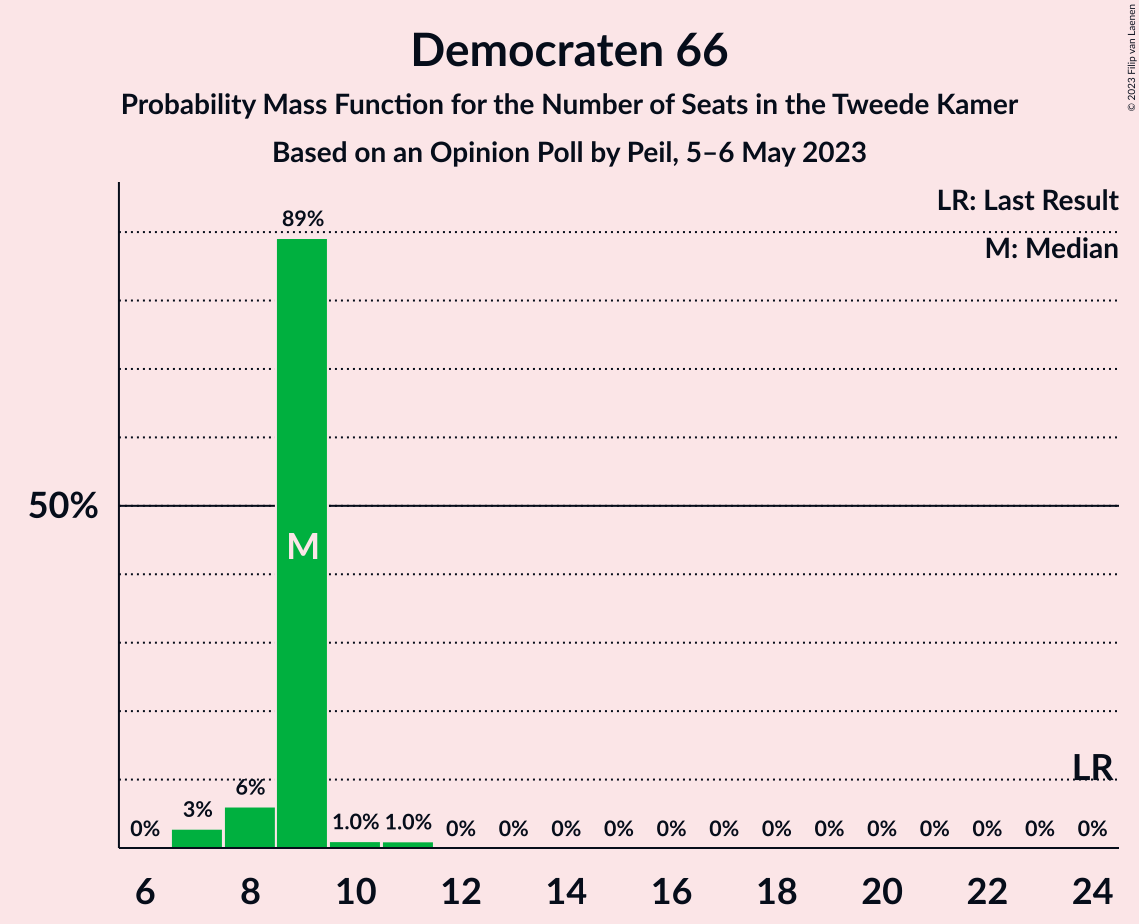 Democraten 66
Probability Mass Function for the Number of Seats in the Tweede Kamer
Based on an Opinion Poll by Peil, 5–6 May 2023
© 2023 Filip van Laenen
LR: Last Result
M: Median
89%
50%
M
LR
0% 3% 6% 1.0% 1.0% 0% 0% 0% 0% 0% 0% 0% 0% 0% 0% 0% 0% 0%
6 8 10 12 14 16 18 20 22 24